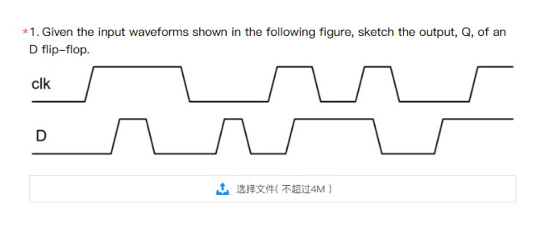 *1. Given the input waveforms shown in the following figure, sketch the output, Q, of an
D flip-flop.
clk
D
选择文件( 不超过4M )